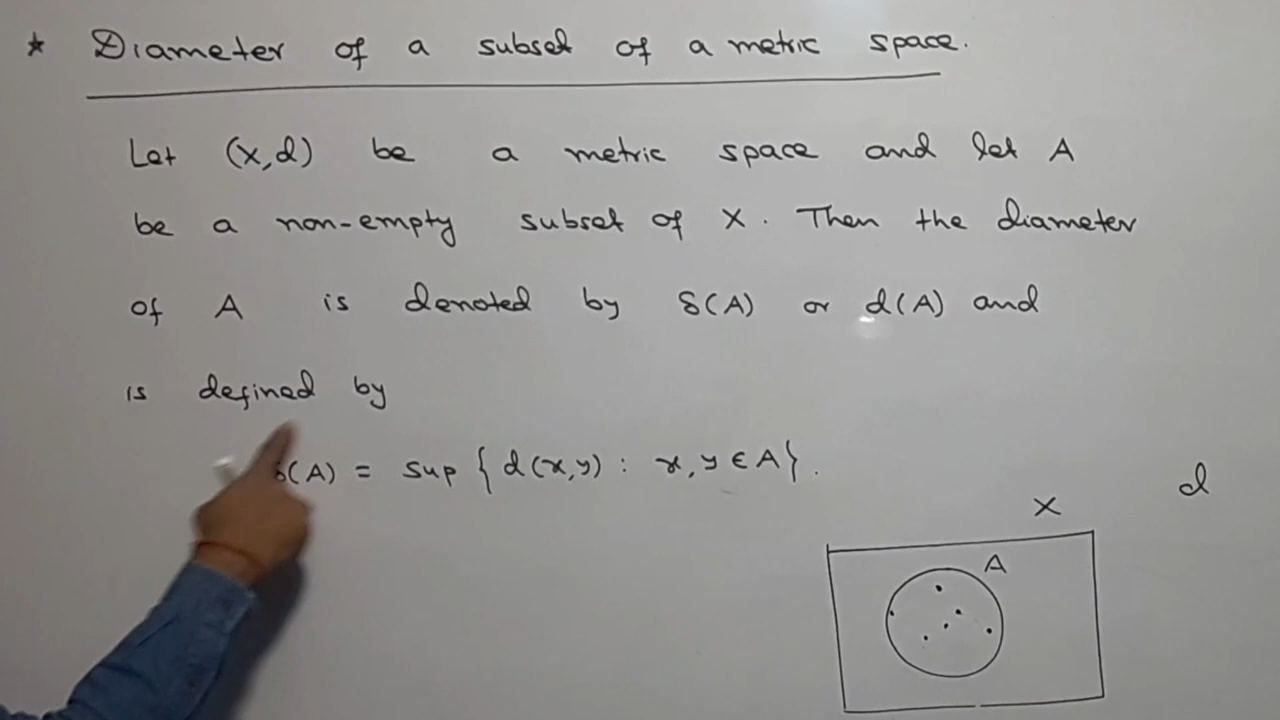 * Diameter of a subset of a metric space.
Let (X,d) be a metric space and let A
be a non-empty subset of X. Then the diameter
of A is denoted by δ(A) or d(A) and
is defined by
δ(A) = sup { d(x,y) : x, y ∈ A }.
d
X
A